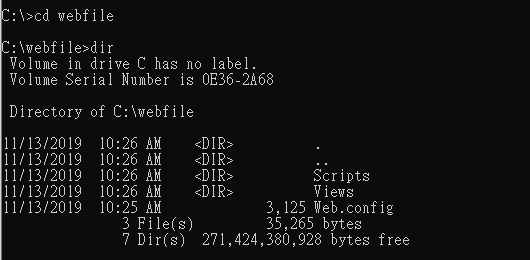 C:\>cd webfile
C:\webfile>dir
Volume in drive C has no label.
Volume Serial Number is 0E36-2A68
Directory of C:\webfile
11/13/2019  10:26 AM    <DIR>          .
11/13/2019  10:26 AM    <DIR>          ..
11/13/2019  10:26 AM    <DIR>          Scripts
11/13/2019  10:26 AM    <DIR>          Views
11/13/2019  10:25 AM             3,125 Web.config
3 File(s)         35,265 bytes
7 Dir(s)  271,424,380,928 bytes free